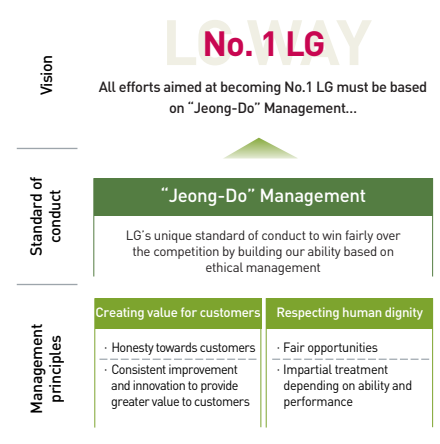 LG WAY
No. 1 LG
Vision
All efforts aimed at becoming No.1 LG must be based
on “Jeong-Do” Management...
Standard of
conduct
“Jeong-Do” Management
LG’s unique standard of conduct to win fairly over
the competition by building our ability based on
ethical management
Management
principles
Creating value for customers
· Honesty towards customers
· Consistent improvement
and innovation to provide
greater value to customers
Respecting human dignity
· Fair opportunities
· Impartial treatment
depending on ability and
performance